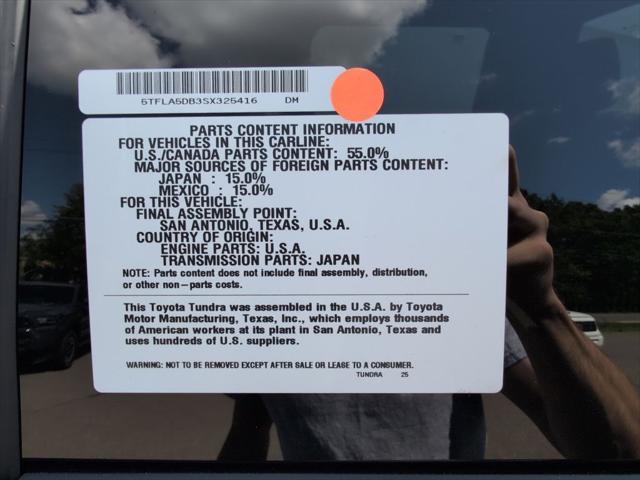 5TFLA5DB3SX325416 DM
PARTS CONTENT INFORMATION
FOR VEHICLES IN THIS CARLINE:
U.S./CANADA PARTS CONTENT: 55.0%
MAJOR SOURCES OF FOREIGN PARTS CONTENT:
JAPAN : 15.0%
MEXICO : 15.0%
FOR THIS VEHICLE:
FINAL ASSEMBLY POINT:
SAN ANTONIO, TEXAS, U.S.A.
COUNTRY OF ORIGIN:
ENGINE PARTS: U.S.A.
TRANSMISSION PARTS: JAPAN
NOTE: Parts content does not include final assembly, distribution,
or other non-parts costs.
This Toyota Tundra was assembled in the U.S.A. by Toyota
Motor Manufacturing, Texas, Inc., which employs thousands
of American workers at its plant in San Antonio, Texas and
uses hundreds of U.S. suppliers.
WARNING: NOT TO BE REMOVED EXCEPT AFTER SALE OR LEASE TO A CONSUMER.
TUNDRA 25